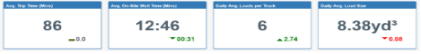 Avg. Trip Time (Mins)
86
0.0
Avg. On-Site Wait Time (Mins)
12:46
00:31
Daily Avg. Loads per Truck
6
2.74
Daily Avg. Load Size
8.38yd³
0.08